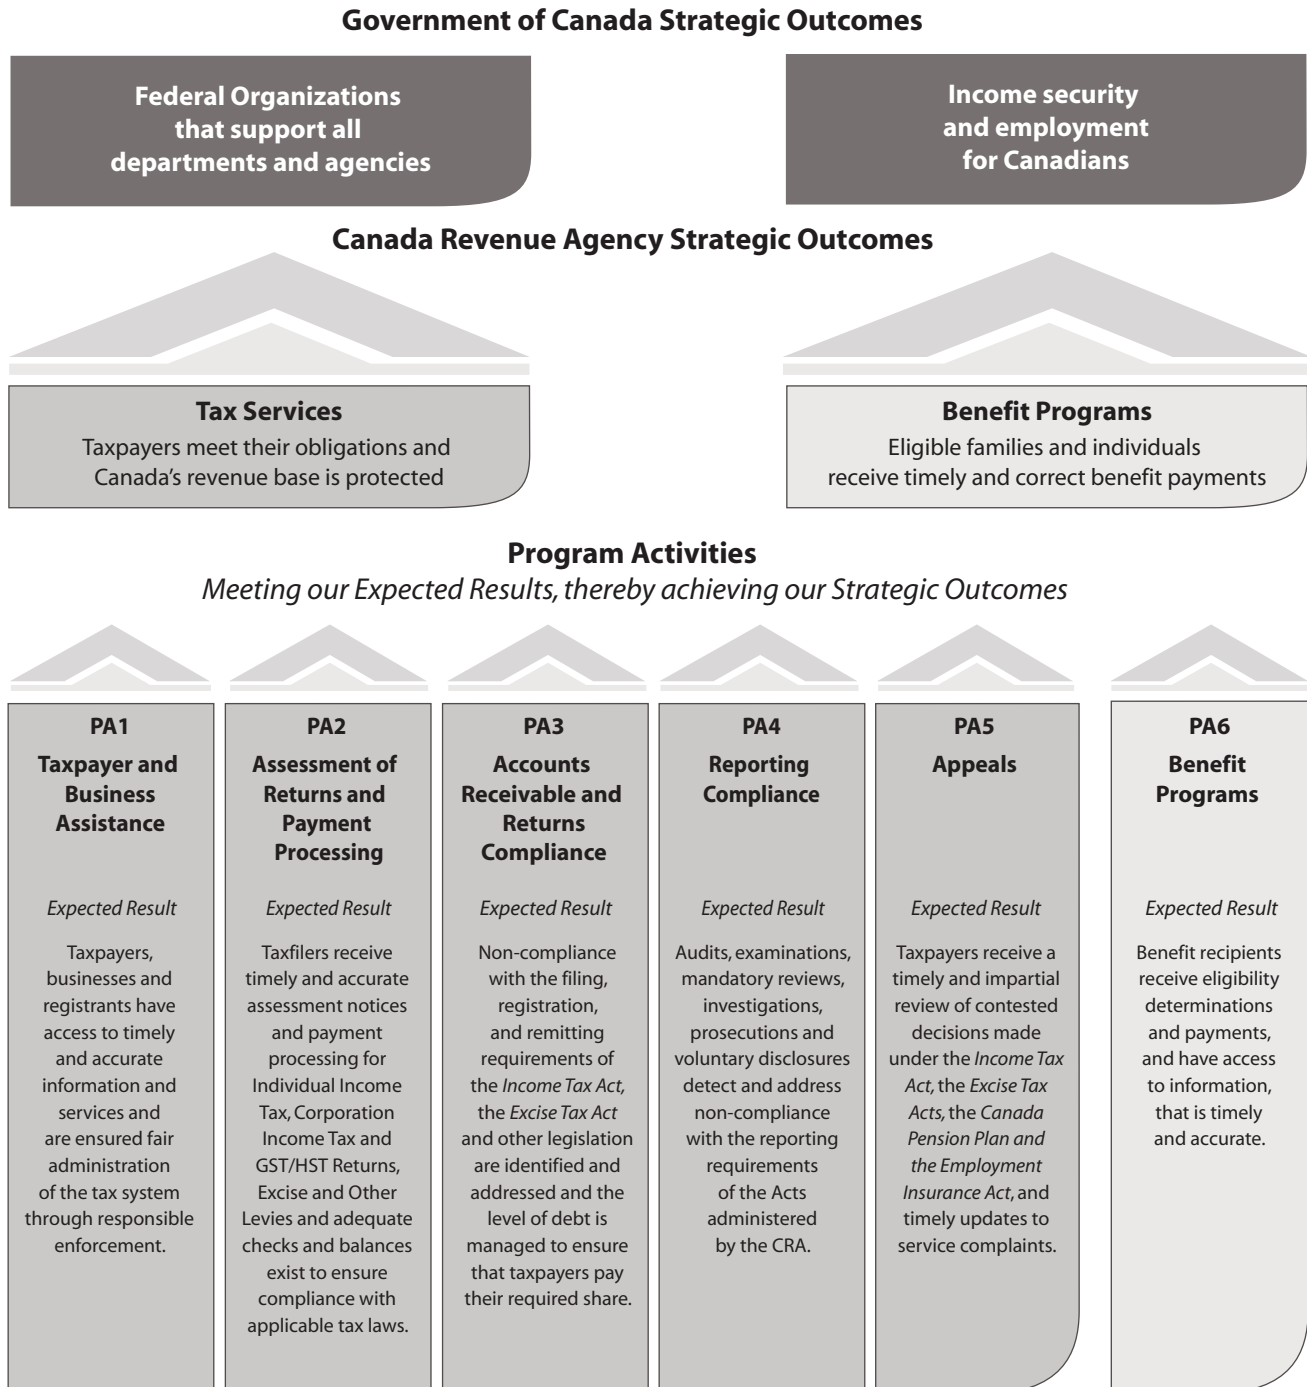 Government of Canada Strategic Outcomes
Federal Organizations
that support all
departments and agencies
Income security
and employment
for Canadians
Canada Revenue Agency Strategic Outcomes
Tax Services
Taxpayers meet their obligations and
Canada's revenue base is protected
Benefit Programs
Eligible families and individuals
receive timely and correct benefit payments
Program Activities
Meeting our Expected Results, thereby achieving our Strategic Outcomes
PA1
Taxpayer and
Business
Assistance
Expected Result
Taxpayers,
businesses and
registrants have
access to timely
and accurate
information and
services and
are ensured fair
administration
of the tax system
through responsible
enforcement.
PA2
Assessment of
Returns and
Payment
Processing
Expected Result
Taxfilers receive
timely and accurate
assessment notices
and payment
processing for
Individual Income
Tax, Corporation
Income Tax and
GST/HST Returns,
Excise and Other
Levies and adequate
checks and balances
exist to ensure
compliance with
applicable tax laws.
PA3
Accounts
Receivable and
Returns
Compliance
Expected Result
Non-compliance
with the filing,
registration,
and remitting
requirements of
the Income Tax Act,
the Excise Tax Act
and other legislation
are identified and
addressed and the
level of debt is
managed to ensure
that taxpayers pay
their required share.
PA4
Reporting
Compliance
Expected Result
Audits, examinations,
mandatory reviews,
investigations,
prosecutions and
voluntary disclosures
detect and address
non-compliance
with the reporting
requirements
of the Acts
administered
by the CRA.
PA5
Appeals
Expected Result
Taxpayers receive a
timely and impartial
review of contested
decisions made
under the Income Tax
Act, the Excise Tax
Acts, the Canada
Pension Plan and
the Employment
Insurance Act, and
timely updates to
service complaints.
PA6
Benefit
Programs
Expected Result
Benefit recipients
receive eligibility
determinations
and payments,
and have access
to information,
that is timely
and accurate.